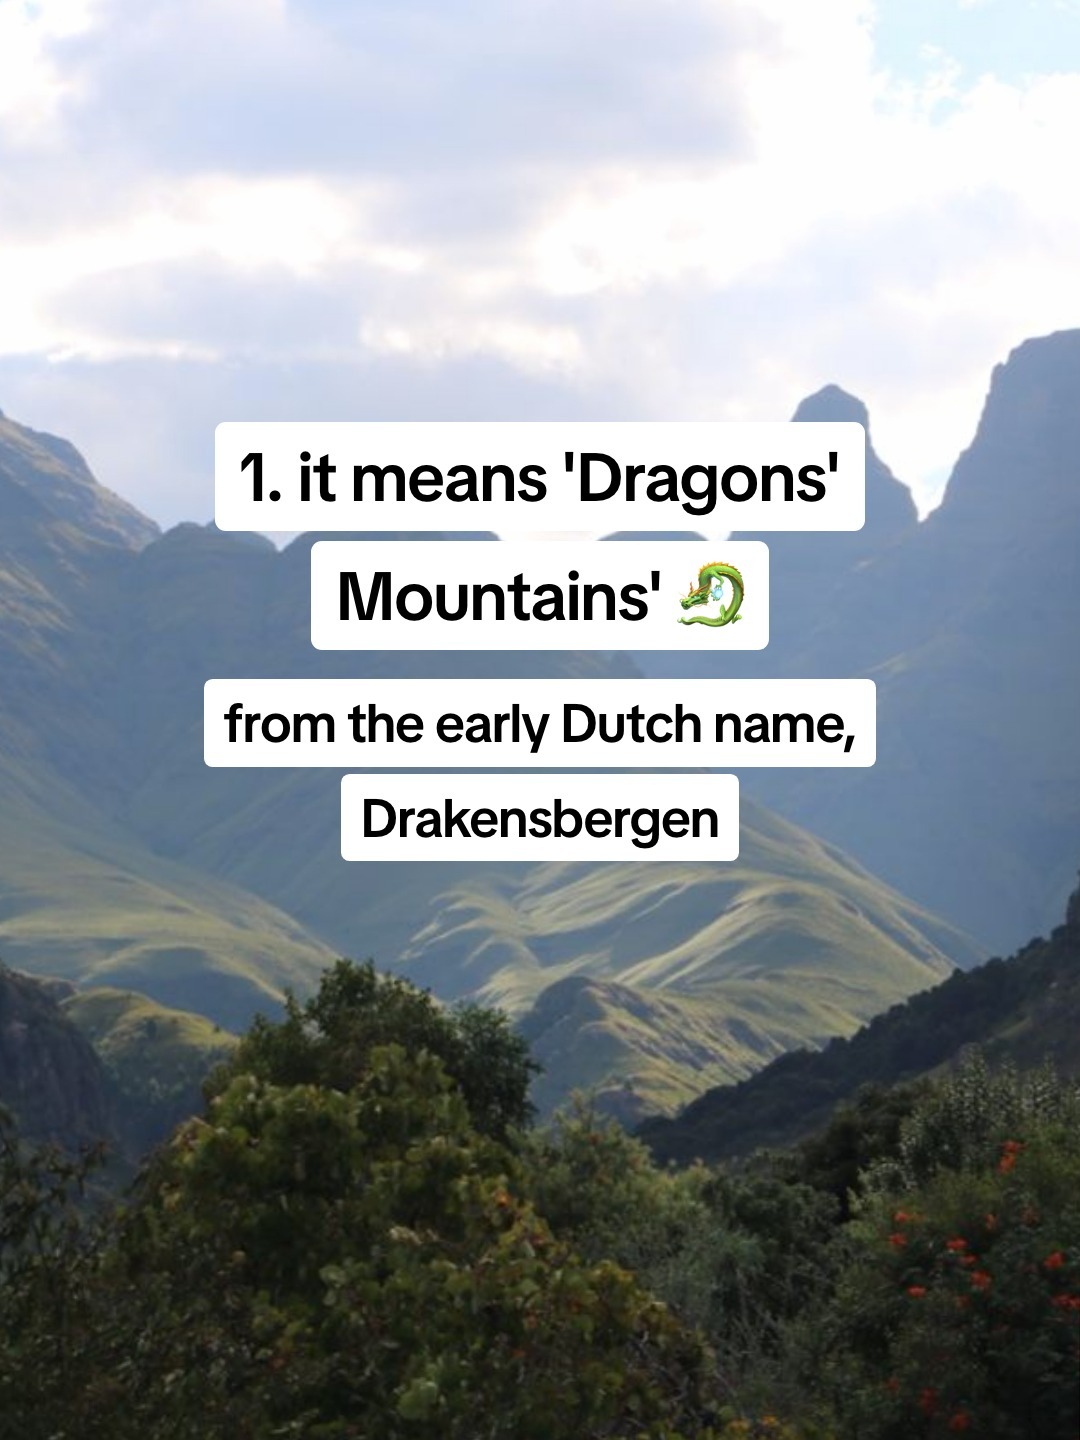 1. it means 'Dragons'
Mountains' 🐉
from the early Dutch name,
Drakensbergen